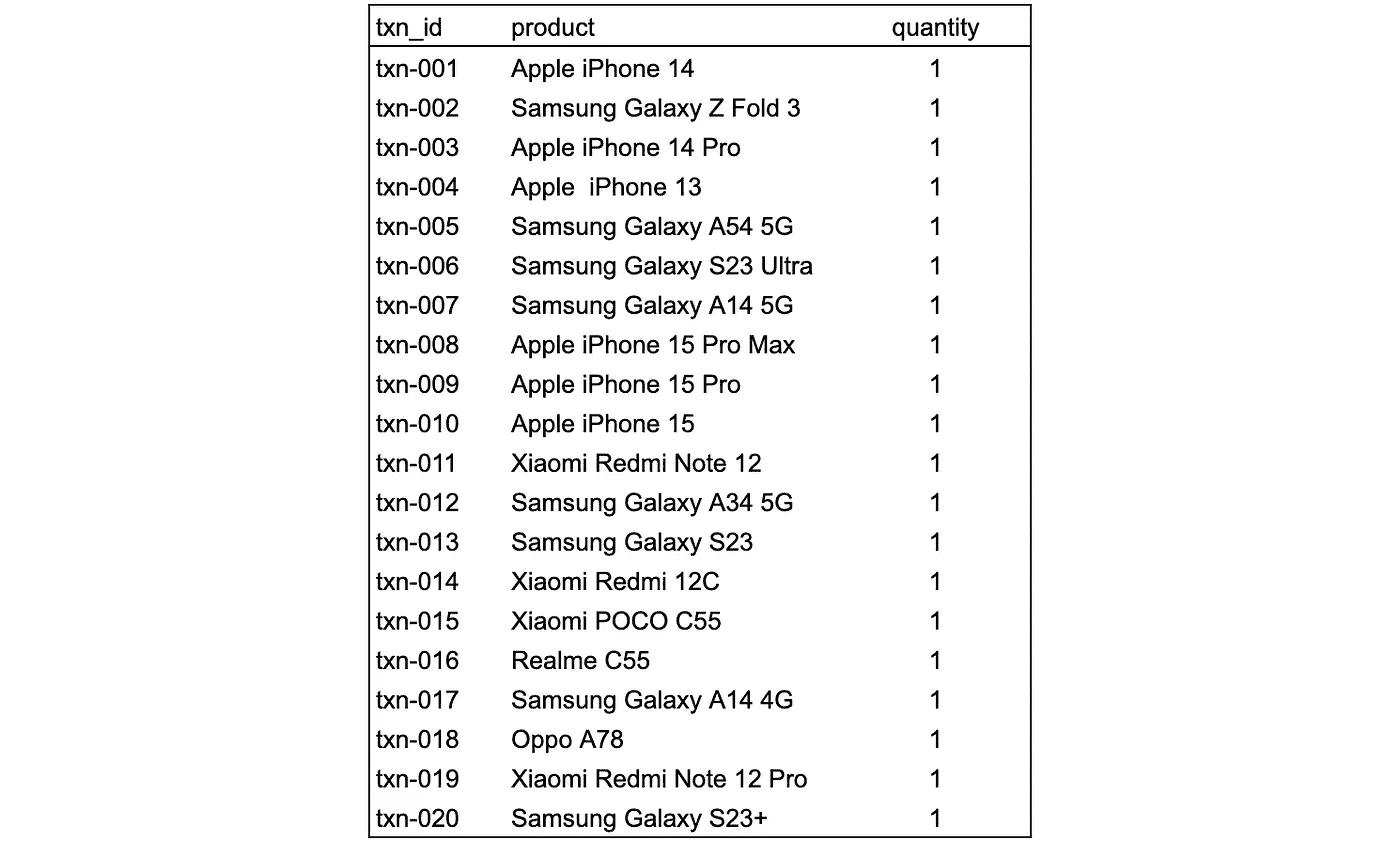 txn_id product quantity
txn-001 Apple iPhone 14 1
txn-002 Samsung Galaxy Z Fold 3 1
txn-003 Apple iPhone 14 Pro 1
txn-004 Apple  iPhone 13 1
txn-005 Samsung Galaxy A54 5G 1
txn-006 Samsung Galaxy S23 Ultra 1
txn-007 Samsung Galaxy A14 5G 1
txn-008 Apple iPhone 15 Pro Max 1
txn-009 Apple iPhone 15 Pro 1
txn-010 Apple iPhone 15 1
txn-011 Xiaomi Redmi Note 12 1
txn-012 Samsung Galaxy A34 5G 1
txn-013 Samsung Galaxy S23 1
txn-014 Xiaomi Redmi 12C 1
txn-015 Xiaomi POCO C55 1
txn-016 Realme C55 1
txn-017 Samsung Galaxy A14 4G 1
txn-018 Oppo A78 1
txn-019 Xiaomi Redmi Note 12 Pro 1
txn-020 Samsung Galaxy S23+ 1